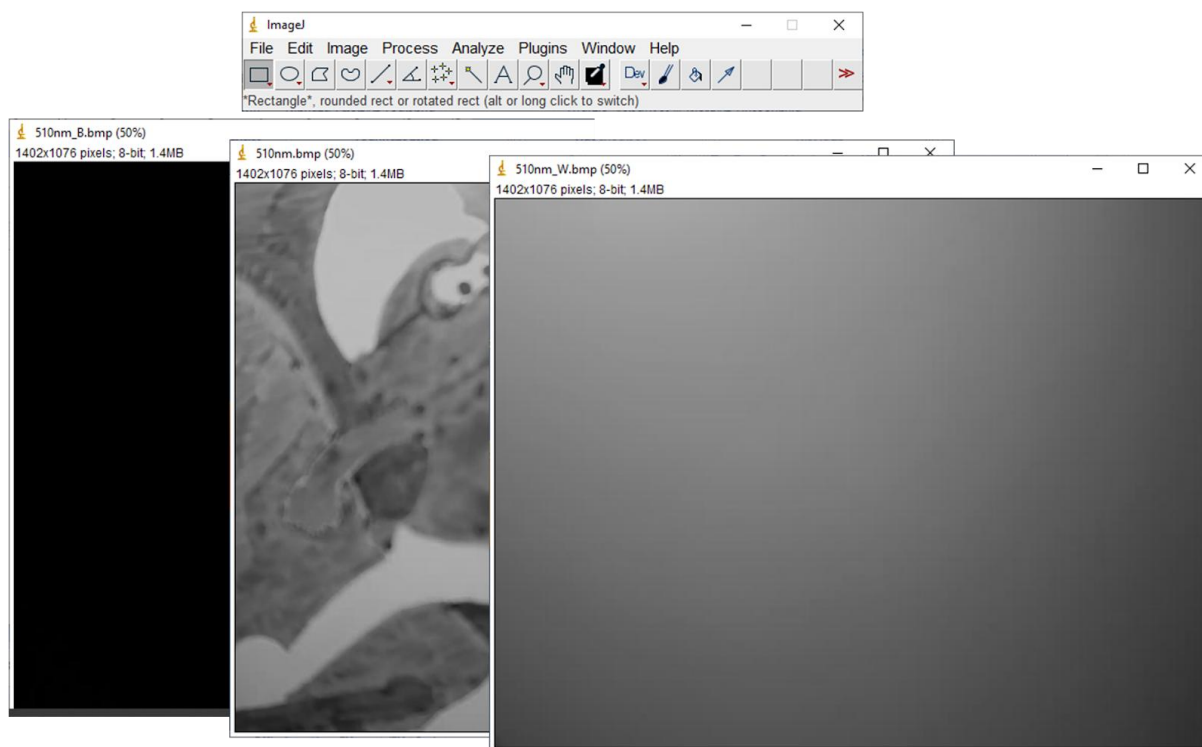 ImageJ
File Edit Image Process Analyze Plugins Window Help
A Dev >>
*Rectangle*, rounded rect or rotated rect (alt or long click to switch)
510nm_B.bmp (50%)
1402x1076 pixels; 8-bit; 1.4MB
510nm.bmp (50%)
1402x1076 pixels; 8-bit; 1.4MB
510nm_W.bmp (50%)
1402x1076 pixels; 8-bit; 1.4MB